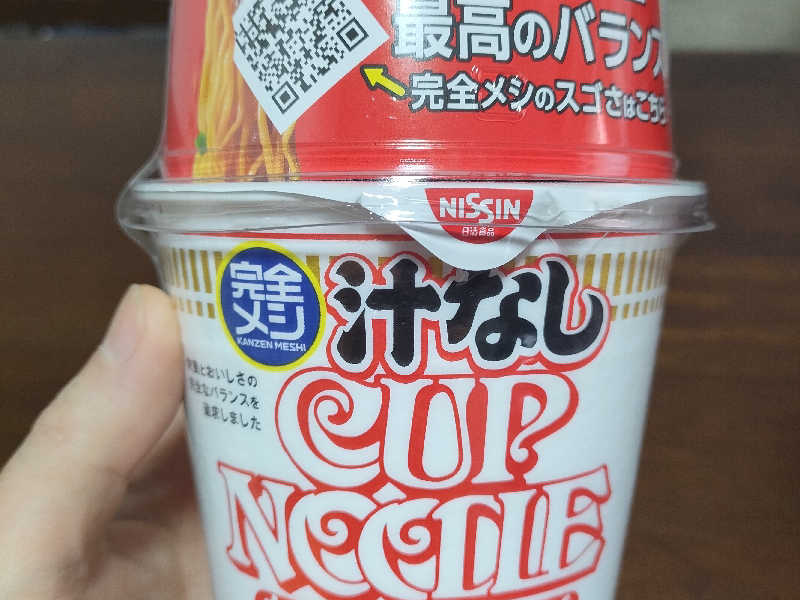 最高のバランス
完全メシのスゴさはこちら
NISSIN
日清食品
完全
メシ
KANZEN MESHI
汁なし
栄養とおいしさの
完全なバランスを
追求しました
CUP
NOODLE